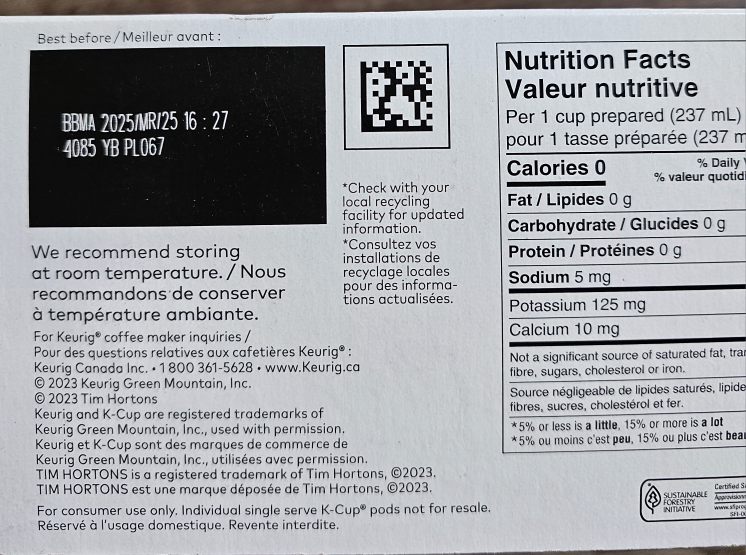 Best before / Meilleur avant :
BBMA 2025/MR/25 16 : 27
4085 YB PL067
We recommend storing
at room temperature. / Nous
recommandons de conserver
à température ambiante.
For Keurig® coffee maker inquiries /
Pour des questions relatives aux cafetières Keurig® :
Keurig Canada Inc. • 1 800 361-5628 • www.Keurig.ca
© 2023 Keurig Green Mountain, Inc.
© 2023 Tim Hortons
Keurig and K-Cup are registered trademarks of
Keurig Green Mountain, Inc., used with permission.
Keurig et K-Cup sont des marques de commerce de
Keurig Green Mountain, Inc., utilisées avec permission.
TIM HORTONS is a registered trademark of Tim Hortons, ©2023.
TIM HORTONS est une marque déposée de Tim Hortons, ©2023.
For consumer use only. Individual single serve K-Cup® pods not for resale.
Réservé à l'usage domestique. Revente interdite.
*Check with your
local recycling
facility for updated
information.
*Consultez vos
installations de
recyclage locales
pour des informa-
tions actualisées.
Nutrition Facts
Valeur nutritive
Per 1 cup prepared (237 mL)
pour 1 tasse préparée (237 m
Calories 0
% Daily
% valeur quotidi
Fat / Lipides 0 g
Carbohydrate / Glucides 0 g
Protein / Protéines 0 g
Sodium 5 mg
Potassium 125 mg
Calcium 10 mg
Not a significant source of saturated fat, tra
fibre, sugars, cholesterol or iron.
Source négligeable de lipides saturés, lipide
fibres, sucres, cholestérol et fer.
*5% or less is a little, 15% or more is a lot
*5% ou moins c'est peu, 15% ou plus c'est beau
SUSTAINABLE
FORESTRY
INITIATIVE
Certified